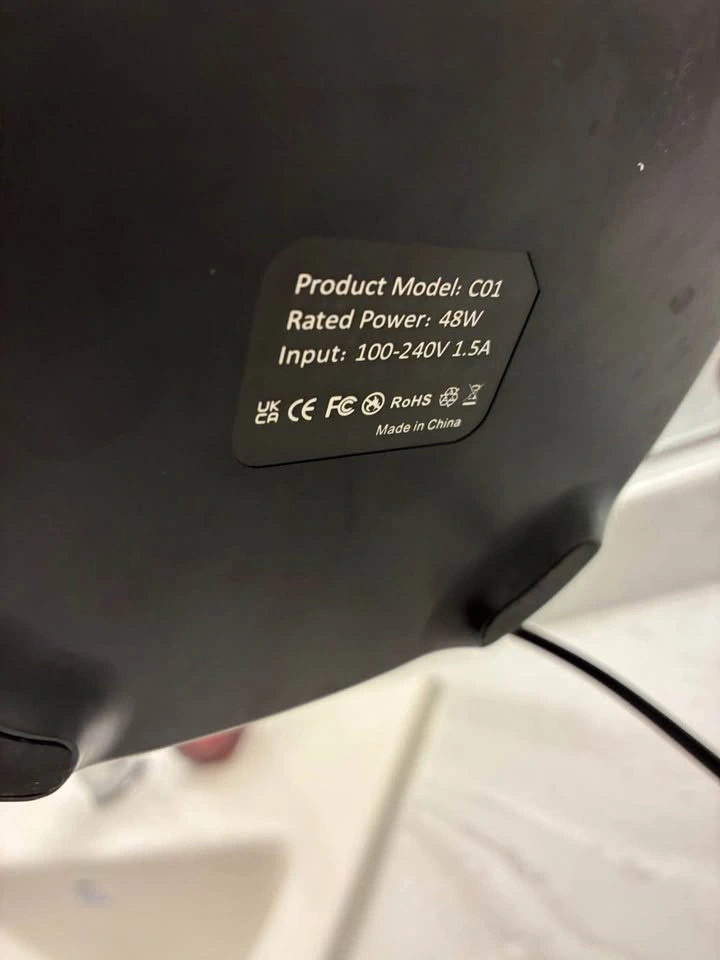 Product Model: C01
Rated Power: 48W
Input: 100-240V 1.5A
UK
CA CE FC RoHS
Made in China